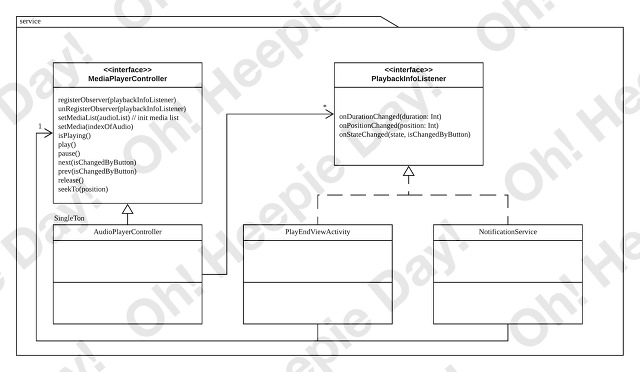 service
<<interface>>
MediaPlayerController
registerObserver(playbackInfoListener)
unRegisterObserver(playbackInfoListener)
setMediaList(audioList) // init media list
setMedia(indexOfAudio)
isPlaying()
play()
pause()
next(isChangedByButton)
prev(isChangedByButton)
release()
seekTo(position)
<<interface>>
PlaybackInfoListener
onDurationChanged(duration: Int)
onPositionChanged(position: Int)
onStateChanged(state, isChangedByButton)
*
1
SingleTon
AudioPlayerController
PlayEndViewActivity
NotificationService
Oh! Heepie Day!